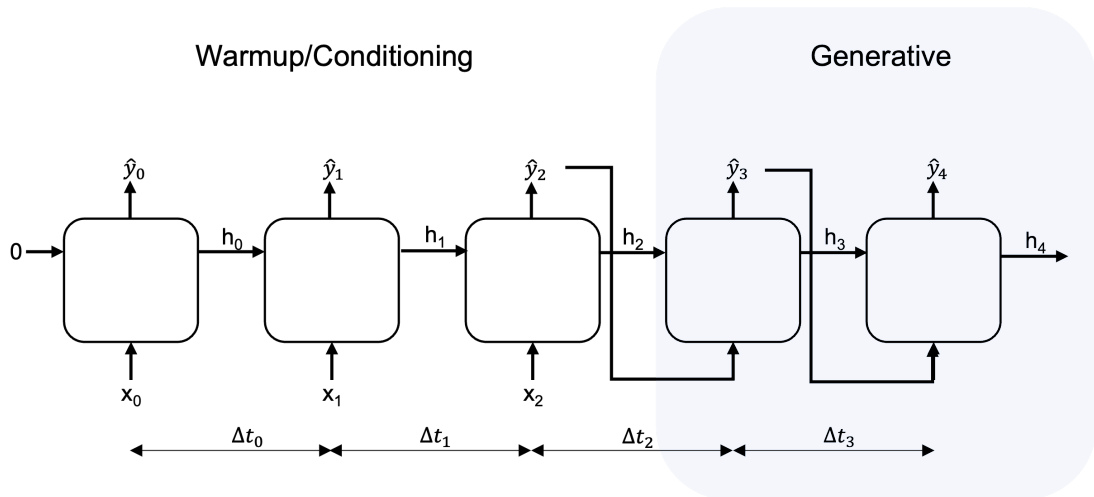 Warmup/Conditioning
Generative
ŷ₀ ŷ₁ ŷ₂ ŷ₃ ŷ₄
0 h₀ h₁ h₂ h₃ h₄
x₀ x₁ x₂
Δt₀ Δt₁ Δt₂ Δt₃